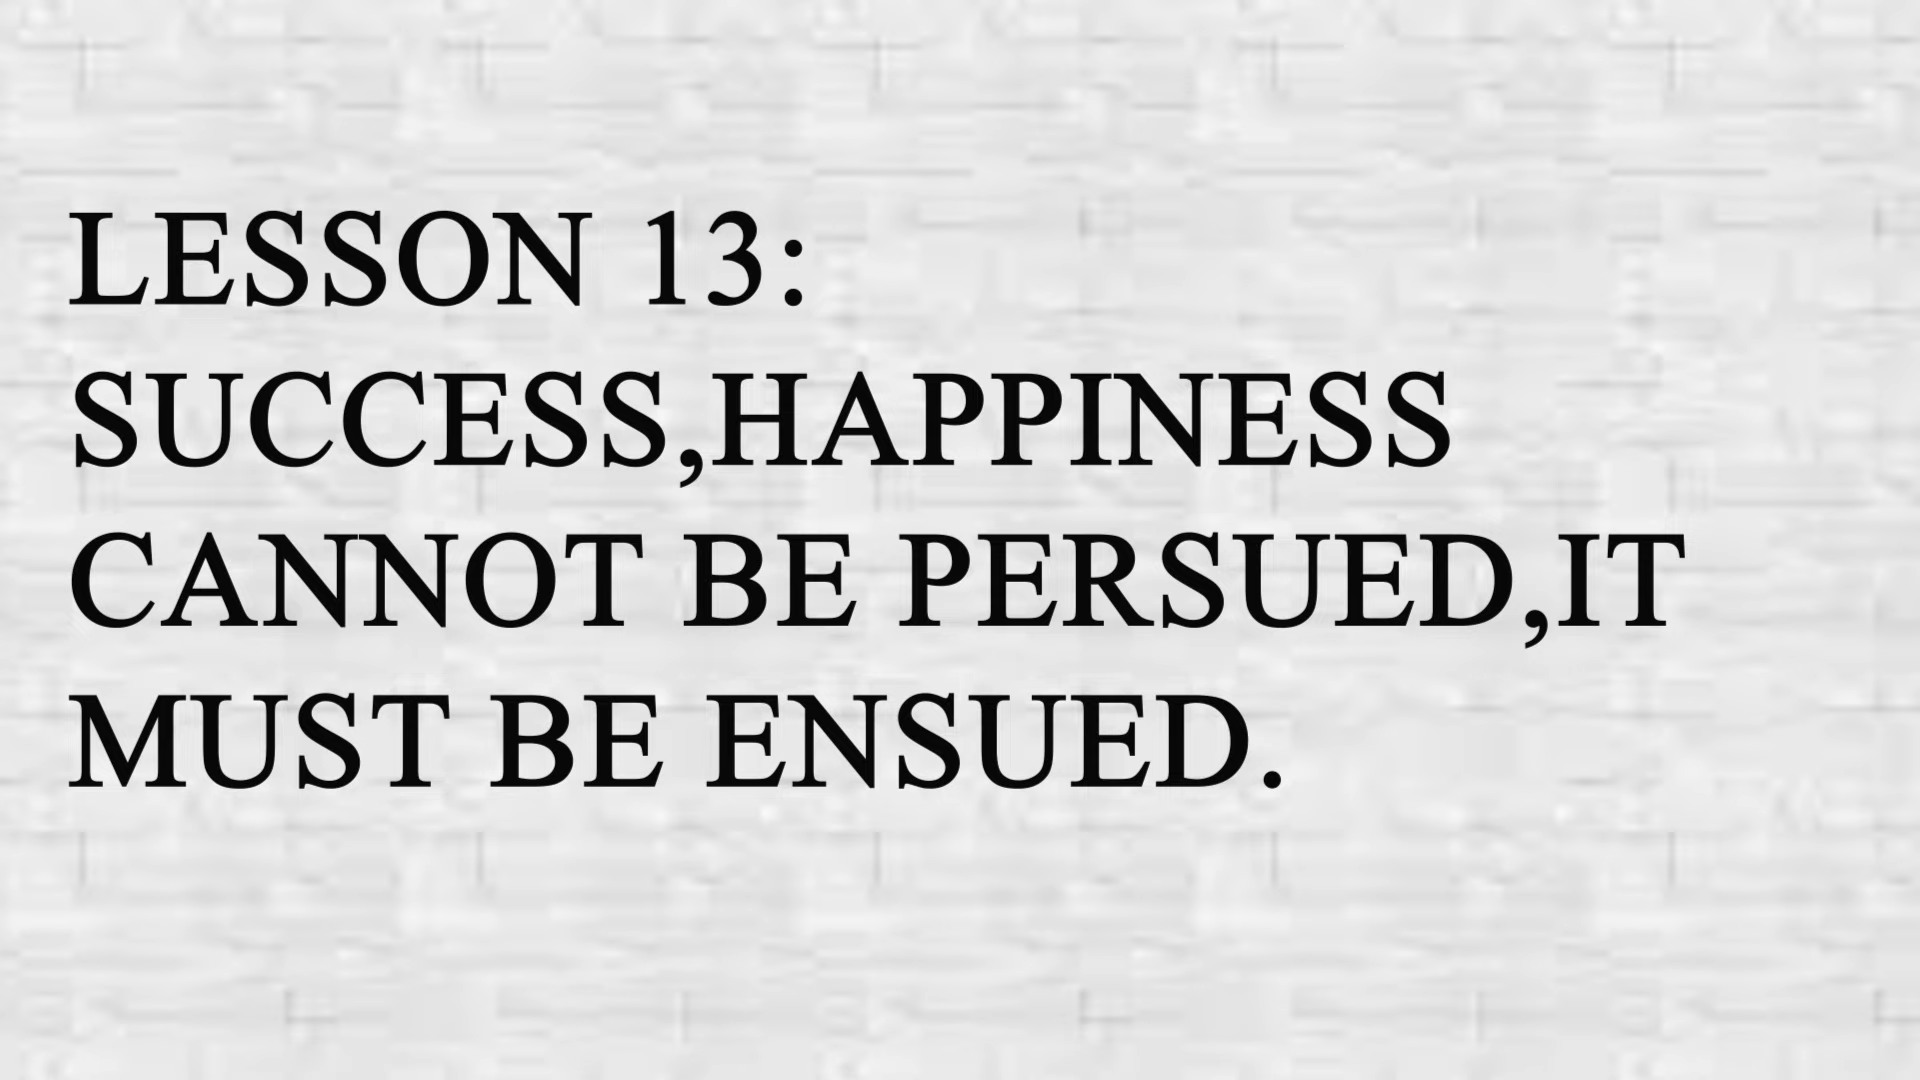 LESSON 13:
SUCCESS,HAPPINESS
CANNOT BE PERSUED,IT
MUST BE ENSUED.